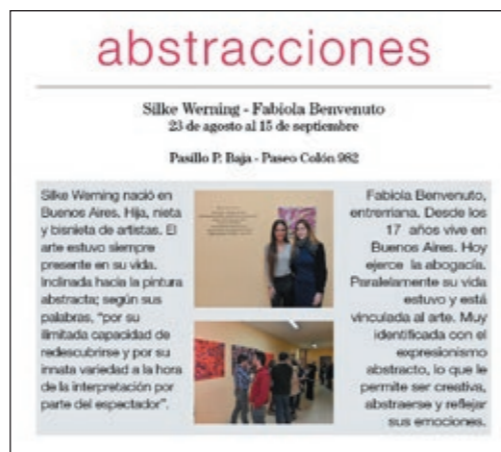 abstracciones
Silke Werning - Fabiola Benvenuto
23 de agosto al 15 de septiembre
Pasillo P. Baja - Paseo Colón 982
Silke Werning nació en
Buenos Aires. Hija, nieta
y bisnieta de artistas. El
arte estuvo siempre
presente en su vida.
Inclinada hacia la pintura
abstracta; según sus
palabras, "por su
ilimitada capacidad de
redescubrirse y por su
innata variedad a la hora
de la interpretación por
parte del espectador".
Fabiola Benvenuto,
entrerriana. Desde los
17 años vive en
Buenos Aires. Hoy
ejerce la abogacía.
Paralelamente su vida
estuvo y está
vinculada al arte. Muy
identificada con el
expresionismo
abstracto, lo que le
permite ser creativa,
abstraerse y reflejar
sus emociones.